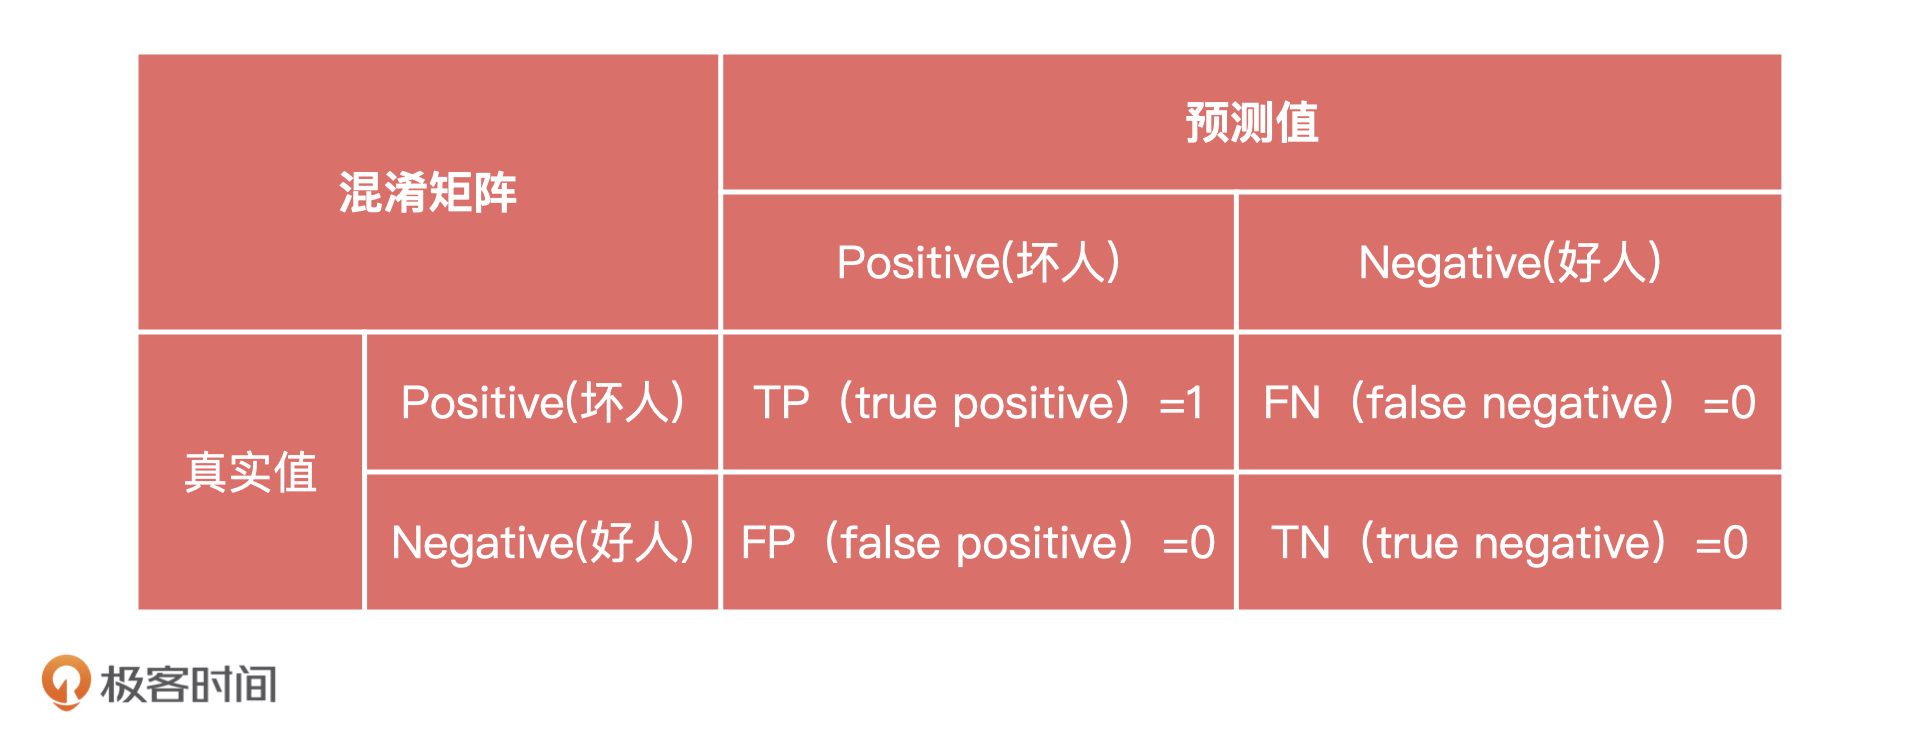 预测值
混淆矩阵
Positive(坏人)
Negative(好人)
Positive(坏人)
TP（true positive）=1
FN（false negative）=0
真实值
Negative(好人)
FP（false positive）=0
TN（true negative）=0
极客时间